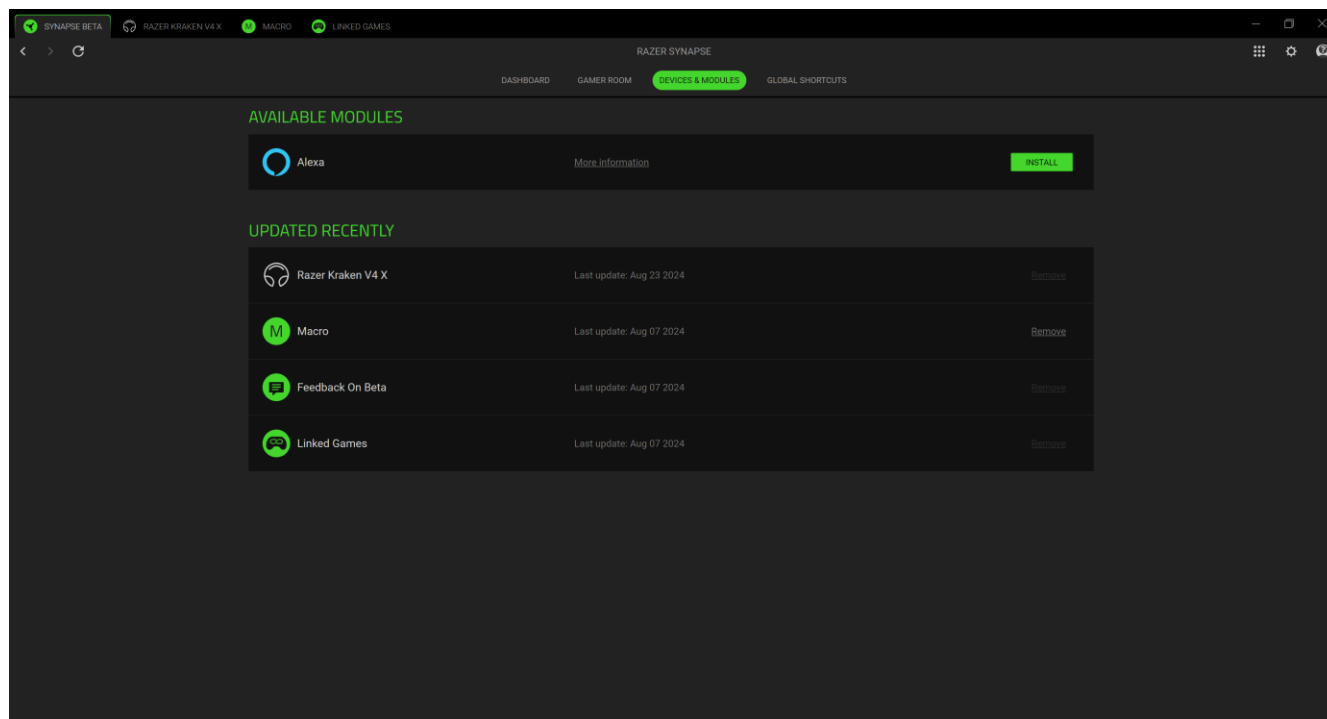 SYNAPSE BETA RAZER KRAKEN V4 X M MACRO LINKED GAMES
RAZER SYNAPSE
DASHBOARD GAMER ROOM DEVICES & MODULES GLOBAL SHORTCUTS
AVAILABLE MODULES
Alexa More information INSTALL
UPDATED RECENTLY
Razer Kraken V4 X Last update: Aug 23 2024 Remove
M Macro Last update: Aug 07 2024 Remove
Feedback On Beta Last update: Aug 07 2024 Remove
Linked Games Last update: Aug 07 2024 Remove